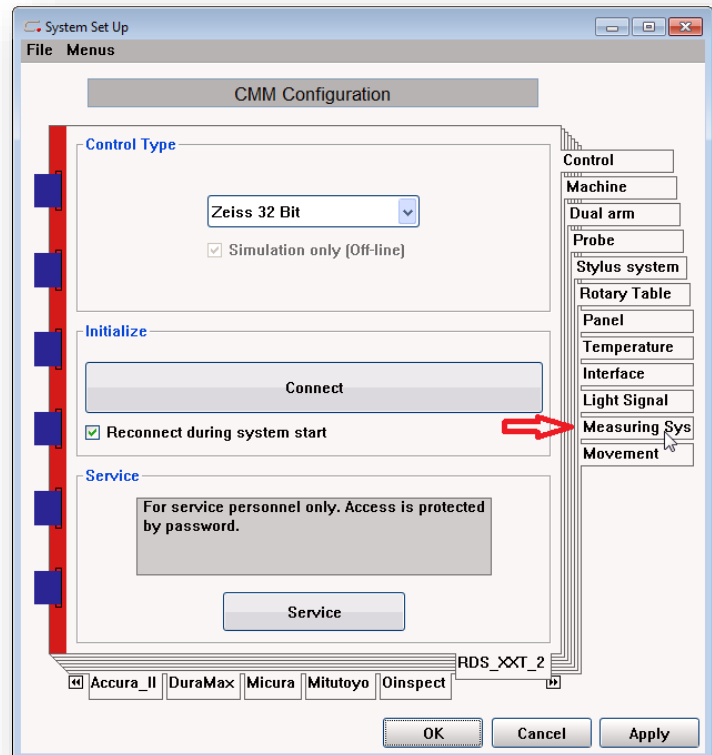 System Set Up
File Menus
CMM Configuration
Control Type
Zeiss 32 Bit
Simulation only (Off-line)
Initialize
Connect
Reconnect during system start
Service
For service personnel only. Access is protected
by password.
Service
Control
Machine
Dual arm
Probe
Stylus system
Rotary Table
Panel
Temperature
Interface
Light Signal
Measuring Sys
Movement
RDS_XXT_2
Accura_II DuraMax Micura Mitutoyo Oinspect
OK Cancel Apply